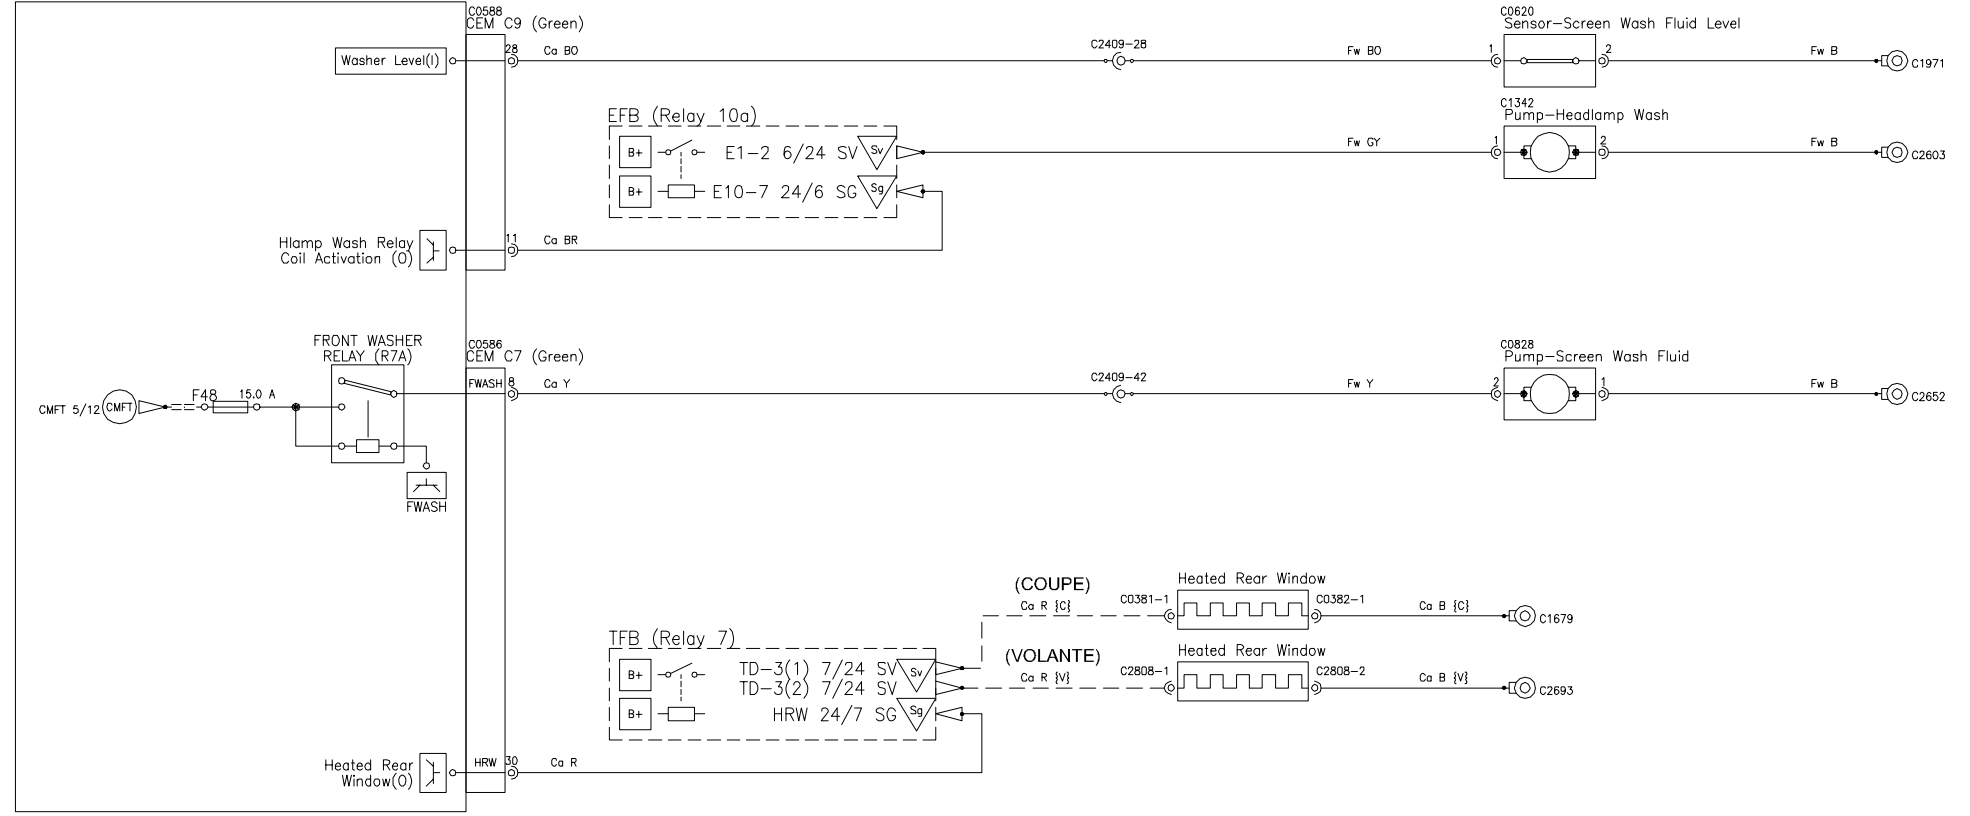 C0588
CEM C9 (Green)
C0620
Sensor-Screen Wash Fluid Level
Washer Level(I)
28
Ca BO
C2409-28
Fw BO
1
2
Fw B
C1971
EFB (Relay 10a)
C1342
Pump-Headlamp Wash
B+
E1-2 6/24 SV
Sv
Fw GY
1
2
Fw B
C2603
B+
E10-7 24/6 SG
Sg
Hlamp Wash Relay
Coil Activation (O)
11
Ca BR
FRONT WASHER
RELAY (R7A)
C0586
CEM C7 (Green)
C0828
Pump-Screen Wash Fluid
CMFT 5/12
CMFT
F48
15.0 A
FWASH
8
Ca Y
C2409-42
Fw Y
2
1
Fw B
C2652
FWASH
(COUPE)
Ca R {C}
C0381-1
Heated Rear Window
C0382-1
Ca B {C}
C1679
TFB (Relay 7)
(VOLANTE)
Ca R {V}
C2808-1
Heated Rear Window
C2808-2
Ca B {V}
C2693
B+
TD-3(1) 7/24 SV
TD-3(2) 7/24 SV
Sv
B+
HRW 24/7 SG
Sg
Heated Rear
Window(O)
HRW
30
Ca R